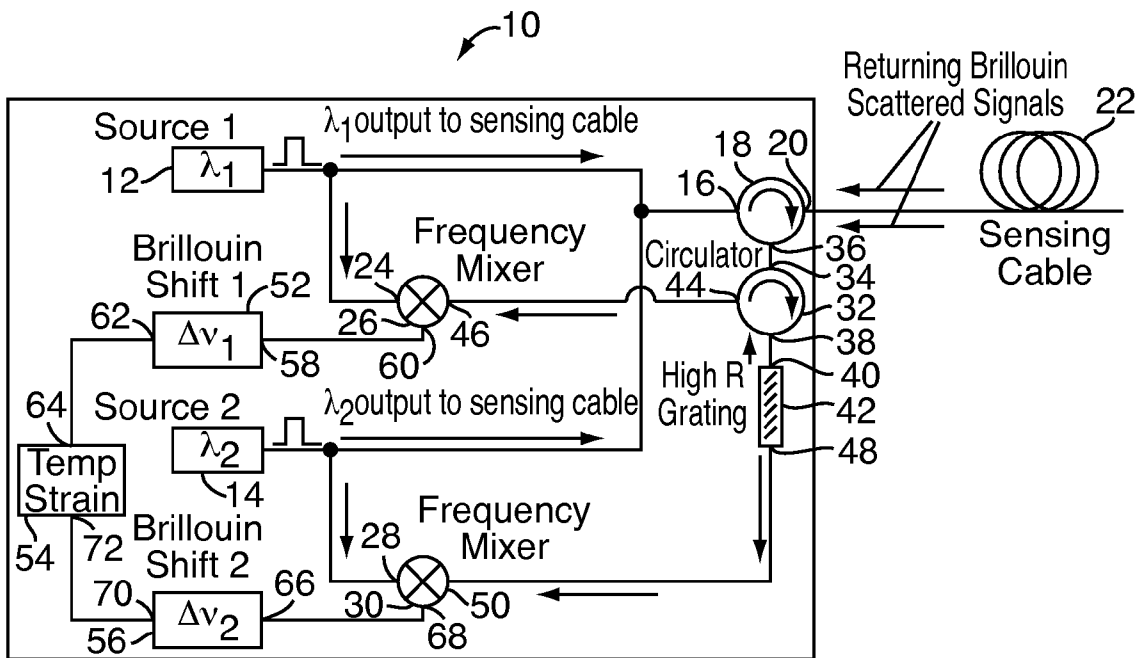 10
Returning Brillouin
Scattered Signals
22
Source 1
λ1 output to sensing cable
18
20
12
λ1
16
Sensing
Cable
Brillouin
Shift 1
52
24
Frequency
Mixer
Circulator
36
34
44
32
62
Δν1
58
26
60
46
38
High R
Grating
40
42
48
64
Source 2
λ2 output to sensing cable
λ2
14
Temp
Strain
54
72
Brillouin
Shift 2
28
Frequency
Mixer
70
56
Δν2
66
30
68
50